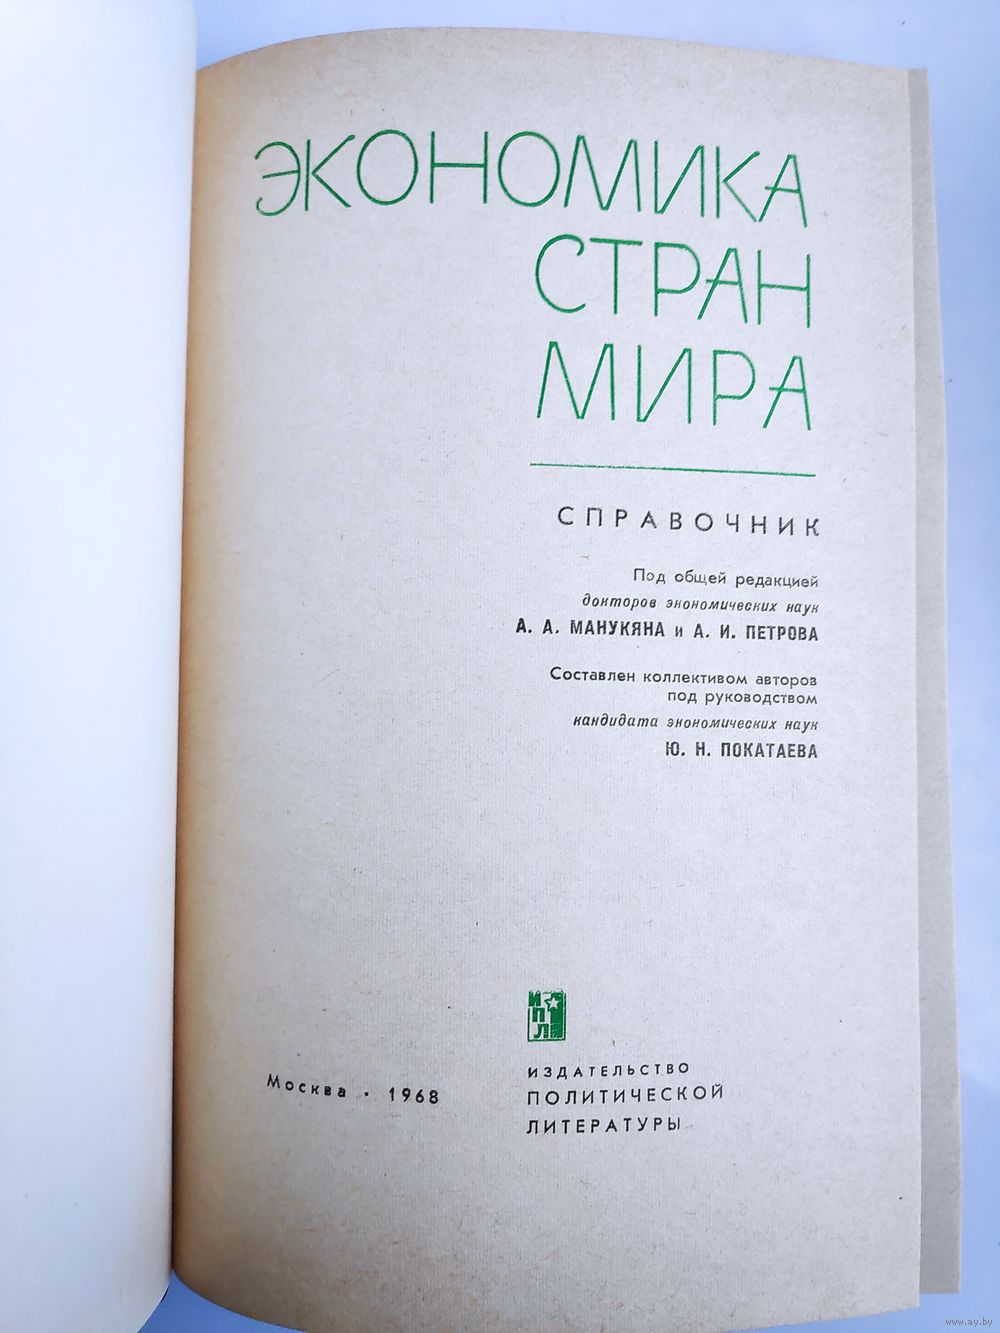 ЭКОНОМИКА
СТРАН
МИРА
СПРАВОЧНИК
Под общей редакцией
докторов экономических наук
А. А. МАНУКЯНА и А. И. ПЕТРОВА
Составлен коллективом авторов
под руководством
кандидата экономических наук
Ю. Н. ПОКАТАЕВА
И
П
Л
Москва · 1968
ИЗДАТЕЛЬСТВО
ПОЛИТИЧЕСКОЙ
ЛИТЕРАТУРЫ
www.ay.by